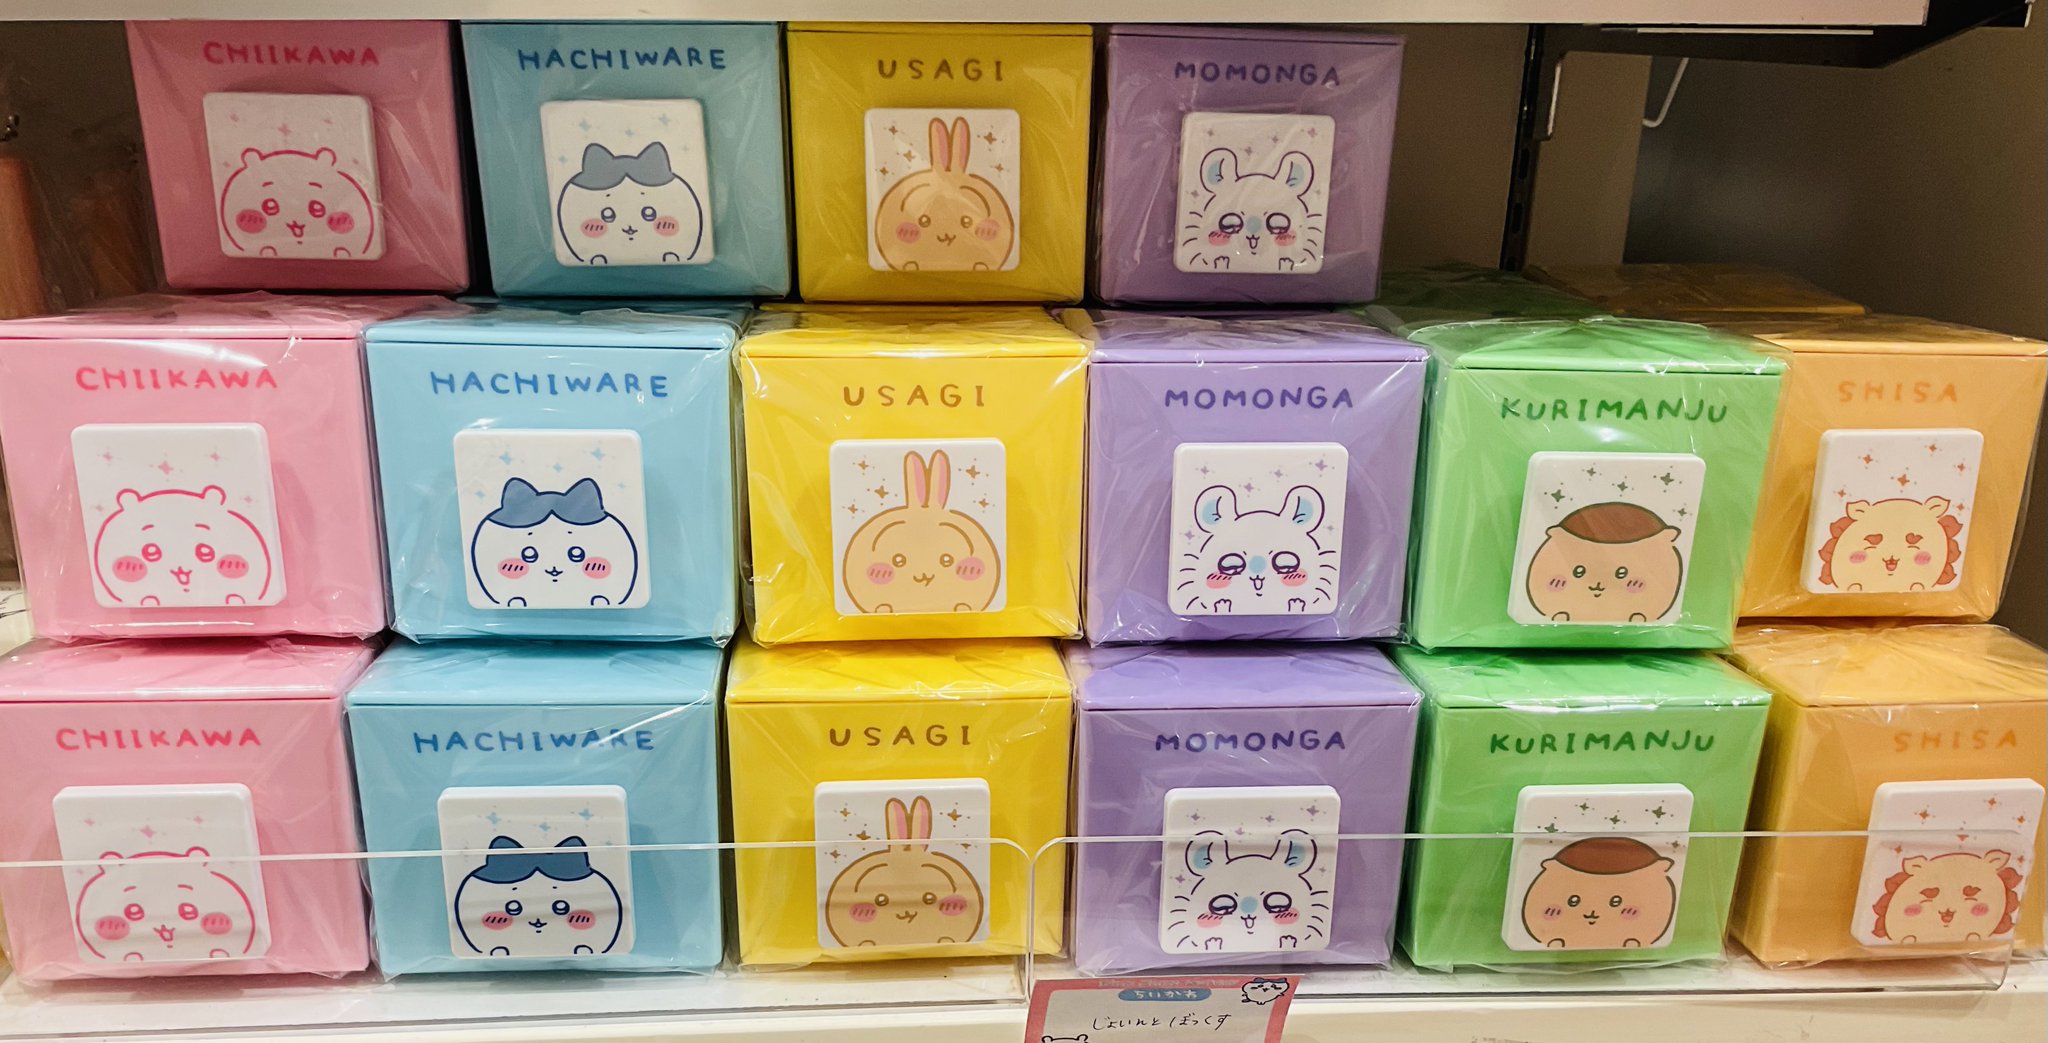 CHIIKAWA
HACHIWARE
USAGI
MOMONGA
CHIIKAWA
HACHIWARE
USAGI
MOMONGA
KURIMANJU
SHISA
CHIIKAWA
HACHIWARE
USAGI
MOMONGA
KURIMANJU
SHISA
ちいかわ
じょいんとぼっくす